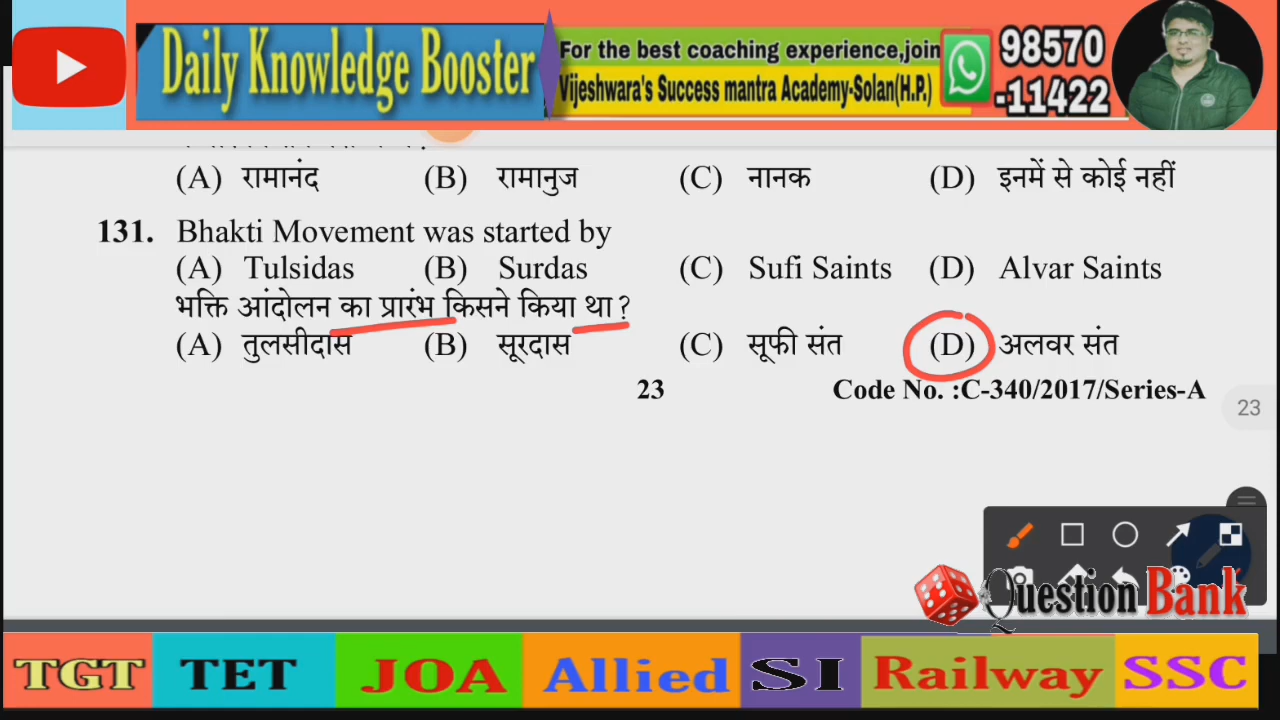 Daily Knowledge Booster
For the best coaching experience,join
Vijeshwara's Success mantra Academy-Solan(H.P.)
98570
-11422
(A) रामानंद (B) रामानुज (C) नानक (D) इनमें से कोई नहीं
131. Bhakti Movement was started by
(A) Tulsidas (B) Surdas (C) Sufi Saints (D) Alvar Saints
भक्ति आंदोलन का प्रारंभ किसने किया था ?
(A) तुलसीदास (B) सूरदास (C) सूफी संत (D) अलवर संत
23 Code No. :C-340/2017/Series-A
23
Question Bank
TGT TET JOA Allied SI Railway SSC